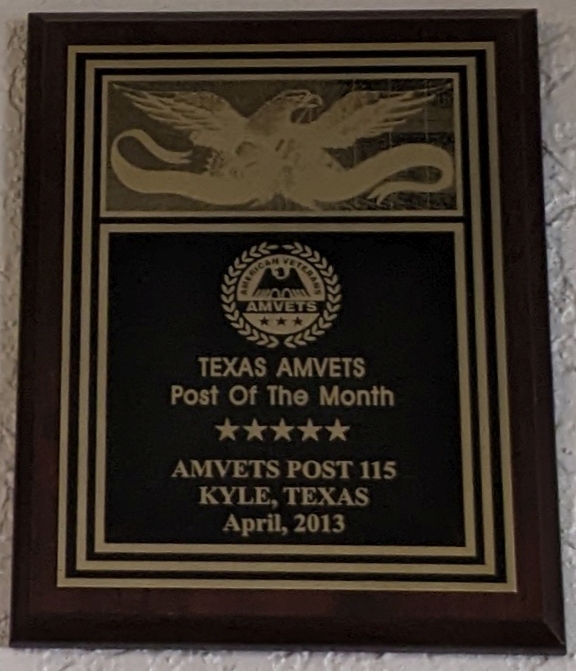 AMERICAN VETERANS
AMVETS
TEXAS AMVETS
Post Of The Month
AMVETS POST 115
KYLE, TEXAS
April, 2013